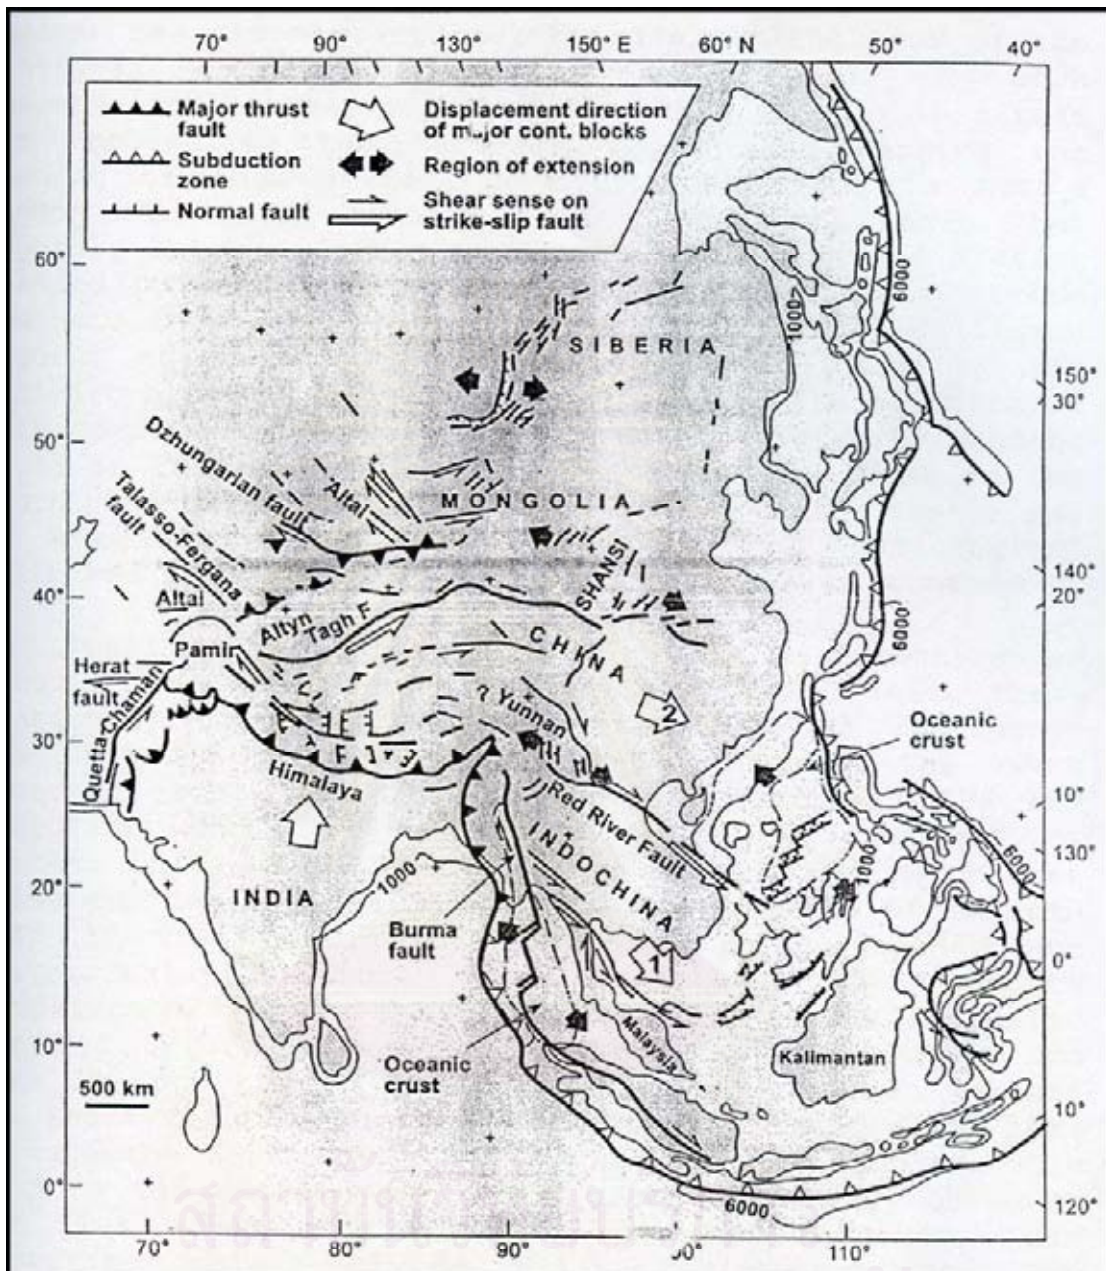 70° 90° 130° 150° E 60° N 50° 40°
Major thrust
fault
Subduction
zone
Normal fault
Displacement direction
of major cont. blocks
Region of extension
Shear sense on
strike-slip fault
60°
50°
40°
30°
20°
10°
0°
6000
1000
SIBERIA
150°
30°
Dzhungarian fault
Altai
MONGOLIA
Talasso-Fergana
fault
SHANSI
140°
20°
6000
Altai
Altyn
Tagh F.
CHINA
Pamir
Herat
fault
Quetta-Chaman
? Yunnan
2
Oceanic
crust
Himalaya
Red River Fault
INDOCHINA
10°
130°
6000
1000
INDIA
1000
Burma
fault
1
0°
Malaysia
Kalimantan
Oceanic
crust
500 km
10°
6000
120°
70° 80° 90° 110°